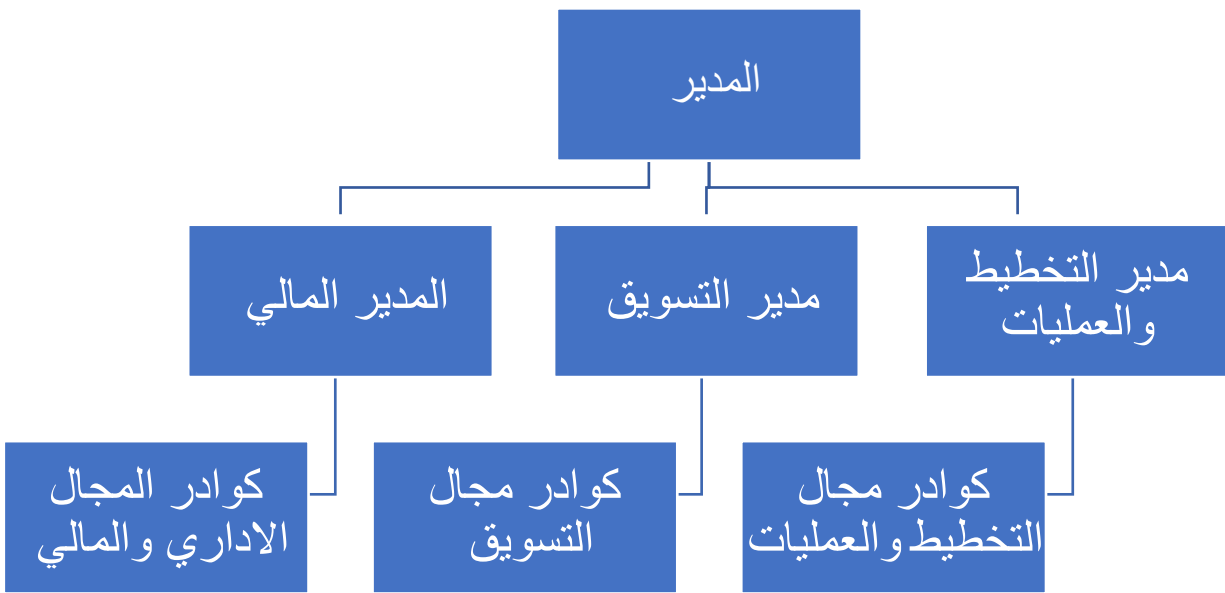 المدير
مدير التخطيط
والعمليات
مدير التسويق
المدير المالي
كوادر مجال
التخطيط والعمليات
كوادر مجال
التسويق
كوادر المجال
الاداري والمالي